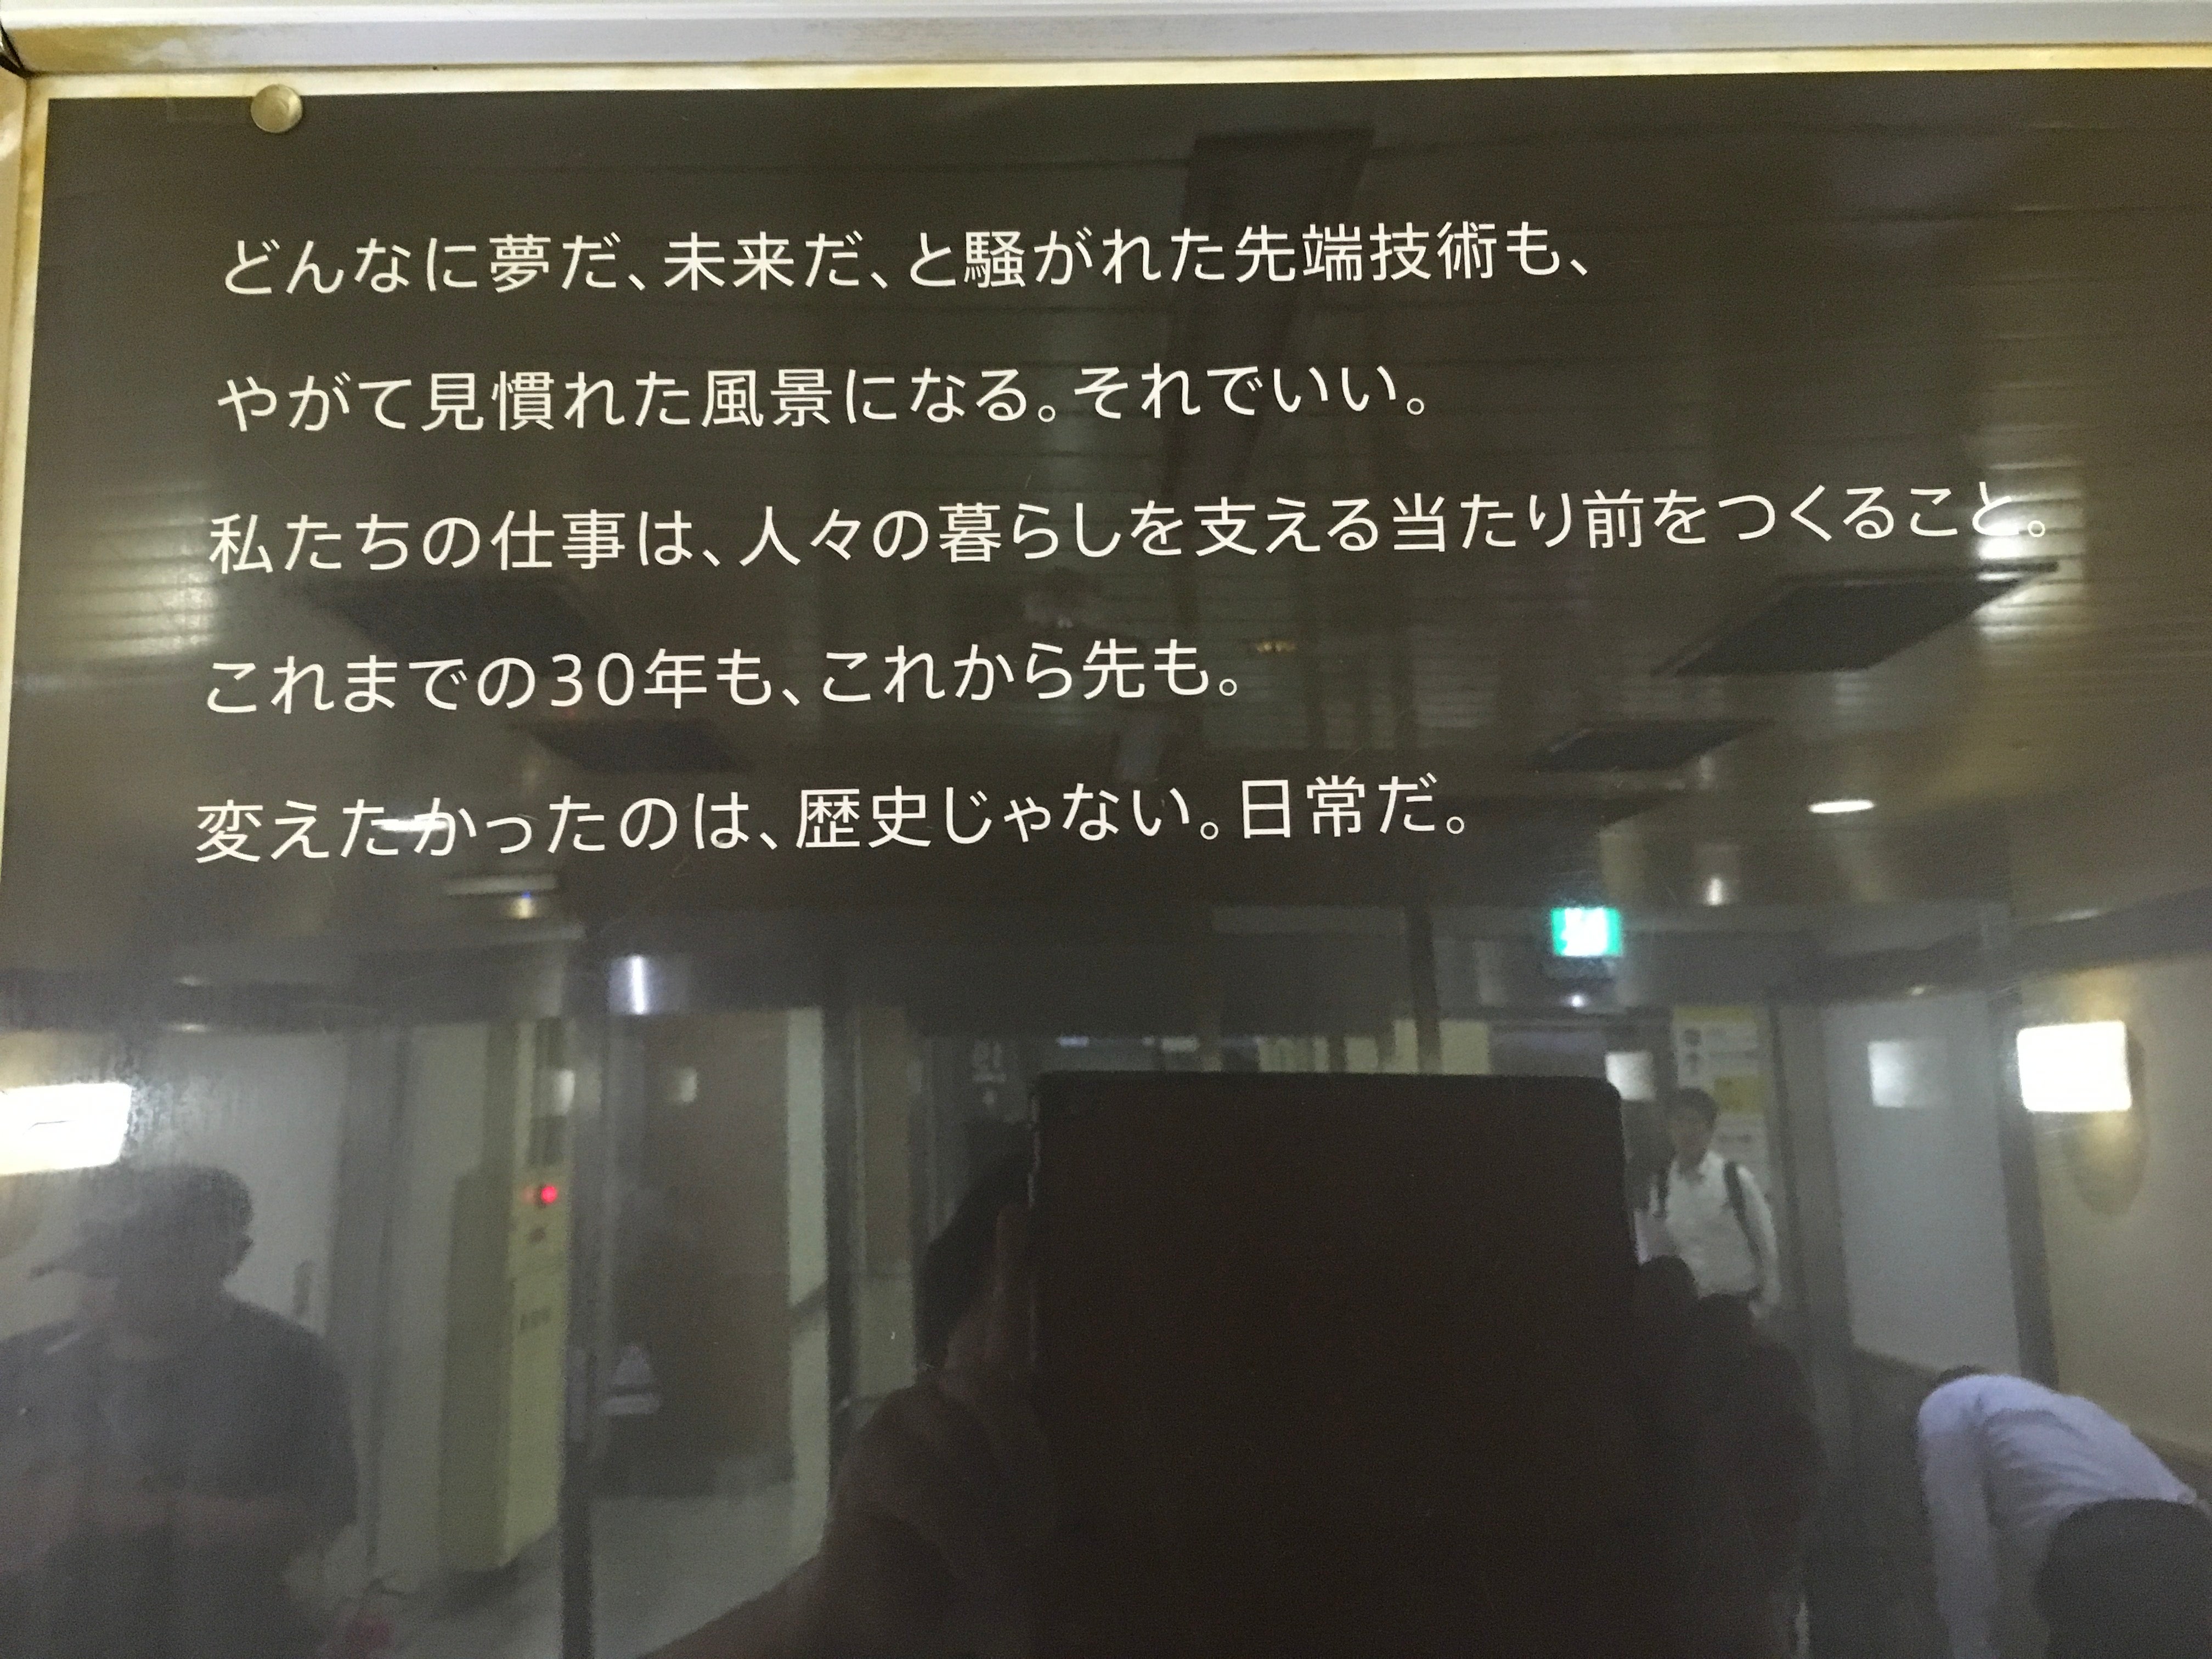 どんなに夢だ、未来だ、と騒がれた先端技術も、
やがて見慣れた風景になる。それでいい。
私たちの仕事は、人々の暮らしを支える当たり前をつくること。
これまでの30年も、これから先も。
変えたかったのは、歴史じゃない。日常だ。